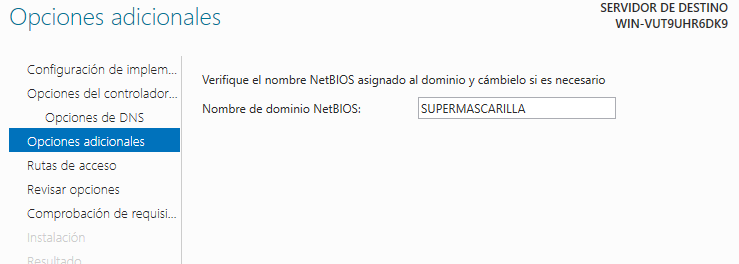 Opciones adicionales
SERVIDOR DE DESTINO
WIN-VUT9UHR6DK9
Configuración de implem...
Opciones del controlador...
Opciones de DNS
Opciones adicionales
Rutas de acceso
Revisar opciones
Comprobación de requisi...
Instalación
Resultado
Verifique el nombre NetBIOS asignado al dominio y cámbielo si es necesario
Nombre de dominio NetBIOS: SUPERMASCARILLA